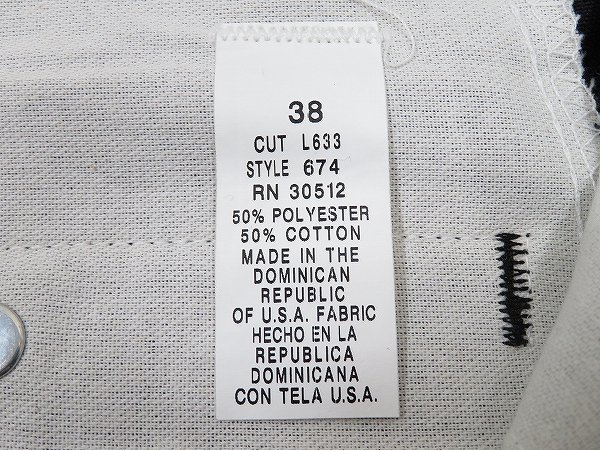 38
CUT L633
STYLE 674
RN 30512
50% POLYESTER
50% COTTON
MADE IN THE
DOMINICAN
REPUBLIC
OF U.S.A. FABRIC
HECHO EN LA
REPUBLICA
DOMINICANA
CON TELA U.S.A.